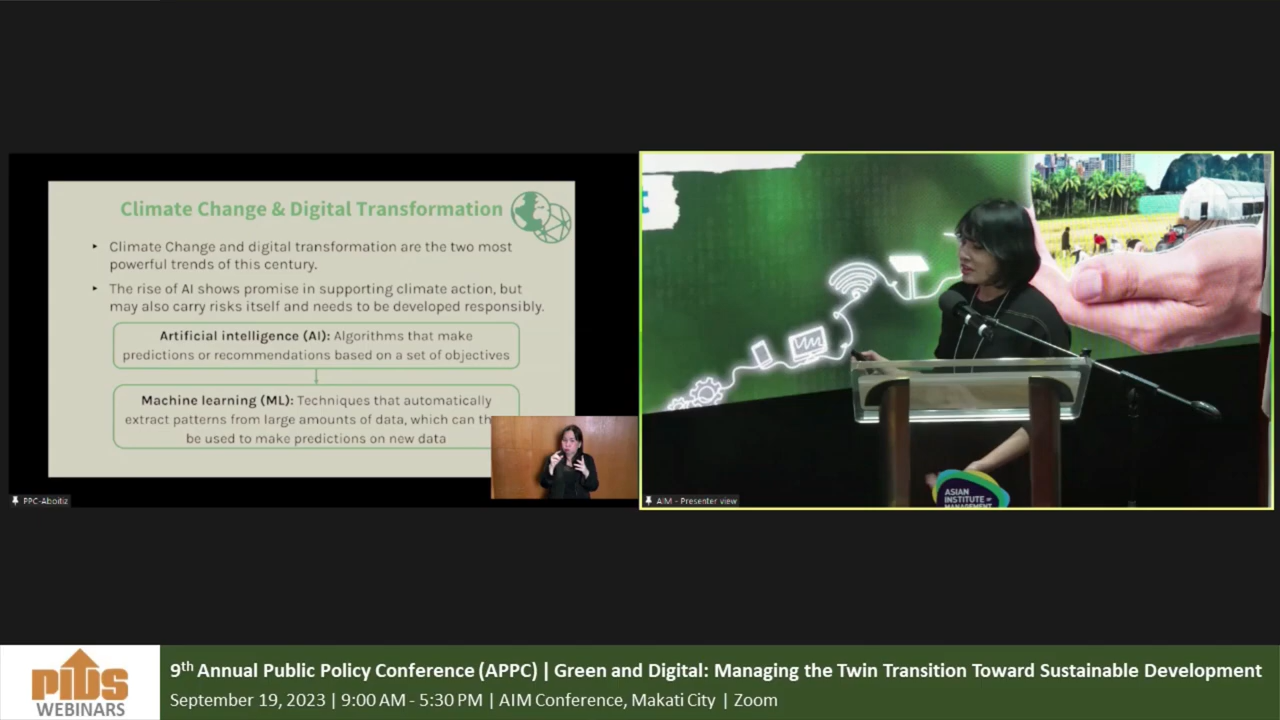 Climate Change & Digital Transformation
▸ Climate Change and digital transformation are the two most
powerful trends of this century.
▸ The rise of AI shows promise in supporting climate action, but
may also carry risks itself and needs to be developed responsibly.
Artificial intelligence (AI): Algorithms that make
predictions or recommendations based on a set of objectives
Machine learning (ML): Techniques that automatically
extract patterns from large amounts of data, which can th
be used to make predictions on new data
PPC-Aboitiz
E
ASIAN
INSTITUTE OF
MANAGEMENT
AIM - Presenter view
PIDS
WEBINARS
9th Annual Public Policy Conference (APPC) | Green and Digital: Managing the Twin Transition Toward Sustainable Development
September 19, 2023 | 9:00 AM - 5:30 PM | AIM Conference, Makati City | Zoom